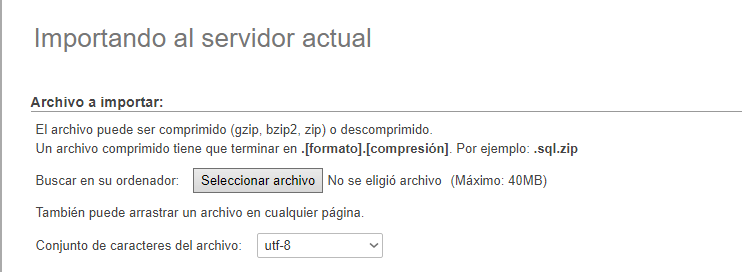 Importando al servidor actual
Archivo a importar:
El archivo puede ser comprimido (gzip, bzip2, zip) o descomprimido.
Un archivo comprimido tiene que terminar en .[formato].[compresión]. Por ejemplo: .sql.zip
Buscar en su ordenador: Seleccionar archivo No se eligió archivo (Máximo: 40MB)
También puede arrastrar un archivo en cualquier página.
Conjunto de caracteres del archivo: utf-8